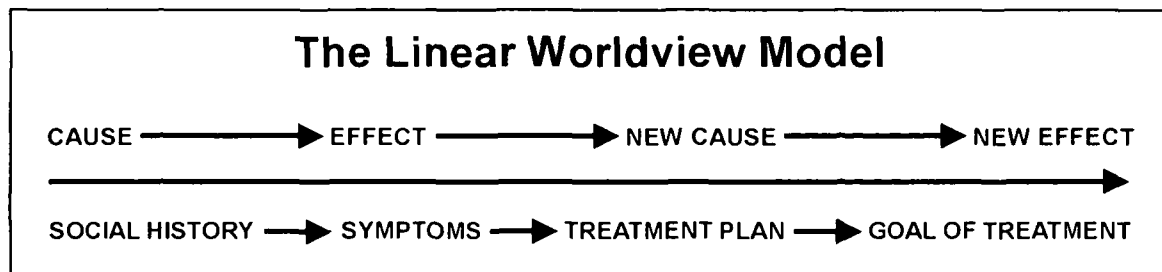 The Linear Worldview Model
CAUSE EFFECT NEW CAUSE NEW EFFECT
SOCIAL HISTORY SYMPTOMS TREATMENT PLAN GOAL OF TREATMENT